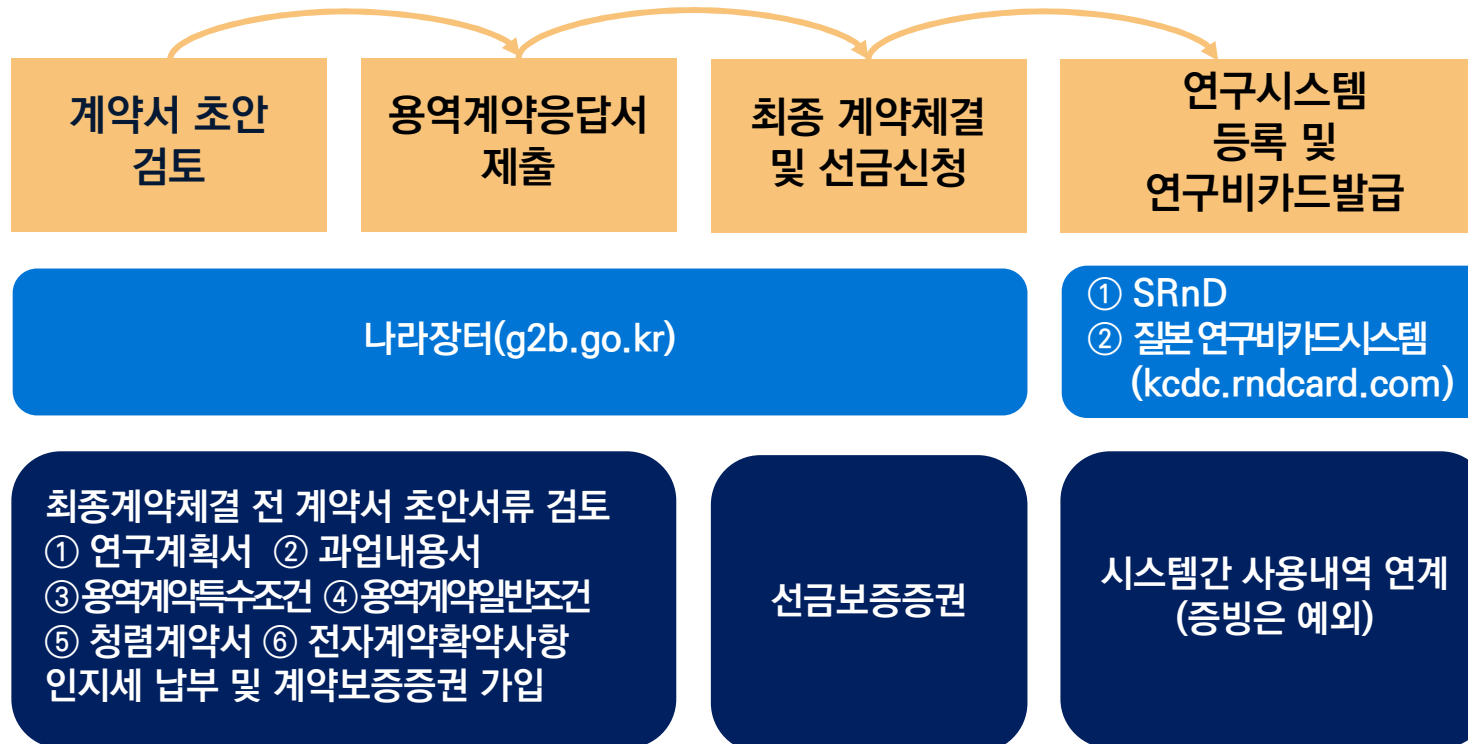 계약서 초안
검토
용역계약응답서
제출
최종 계약체결
및 선금신청
연구시스템
등록 및
연구비카드발급
나라장터(g2b.go.kr)
① SRnD
② 질본 연구비카드시스템
(kcdc.rndcard.com)
최종계약체결 전 계약서 초안서류 검토
① 연구계획서 ② 과업내용서
③ 용역계약특수조건 ④ 용역계약일반조건
⑤ 청렴계약서 ⑥ 전자계약확약사항
인지세 납부 및 계약보증증권 가입
선금보증증권
시스템간 사용내역 연계
(증빙은 예외)